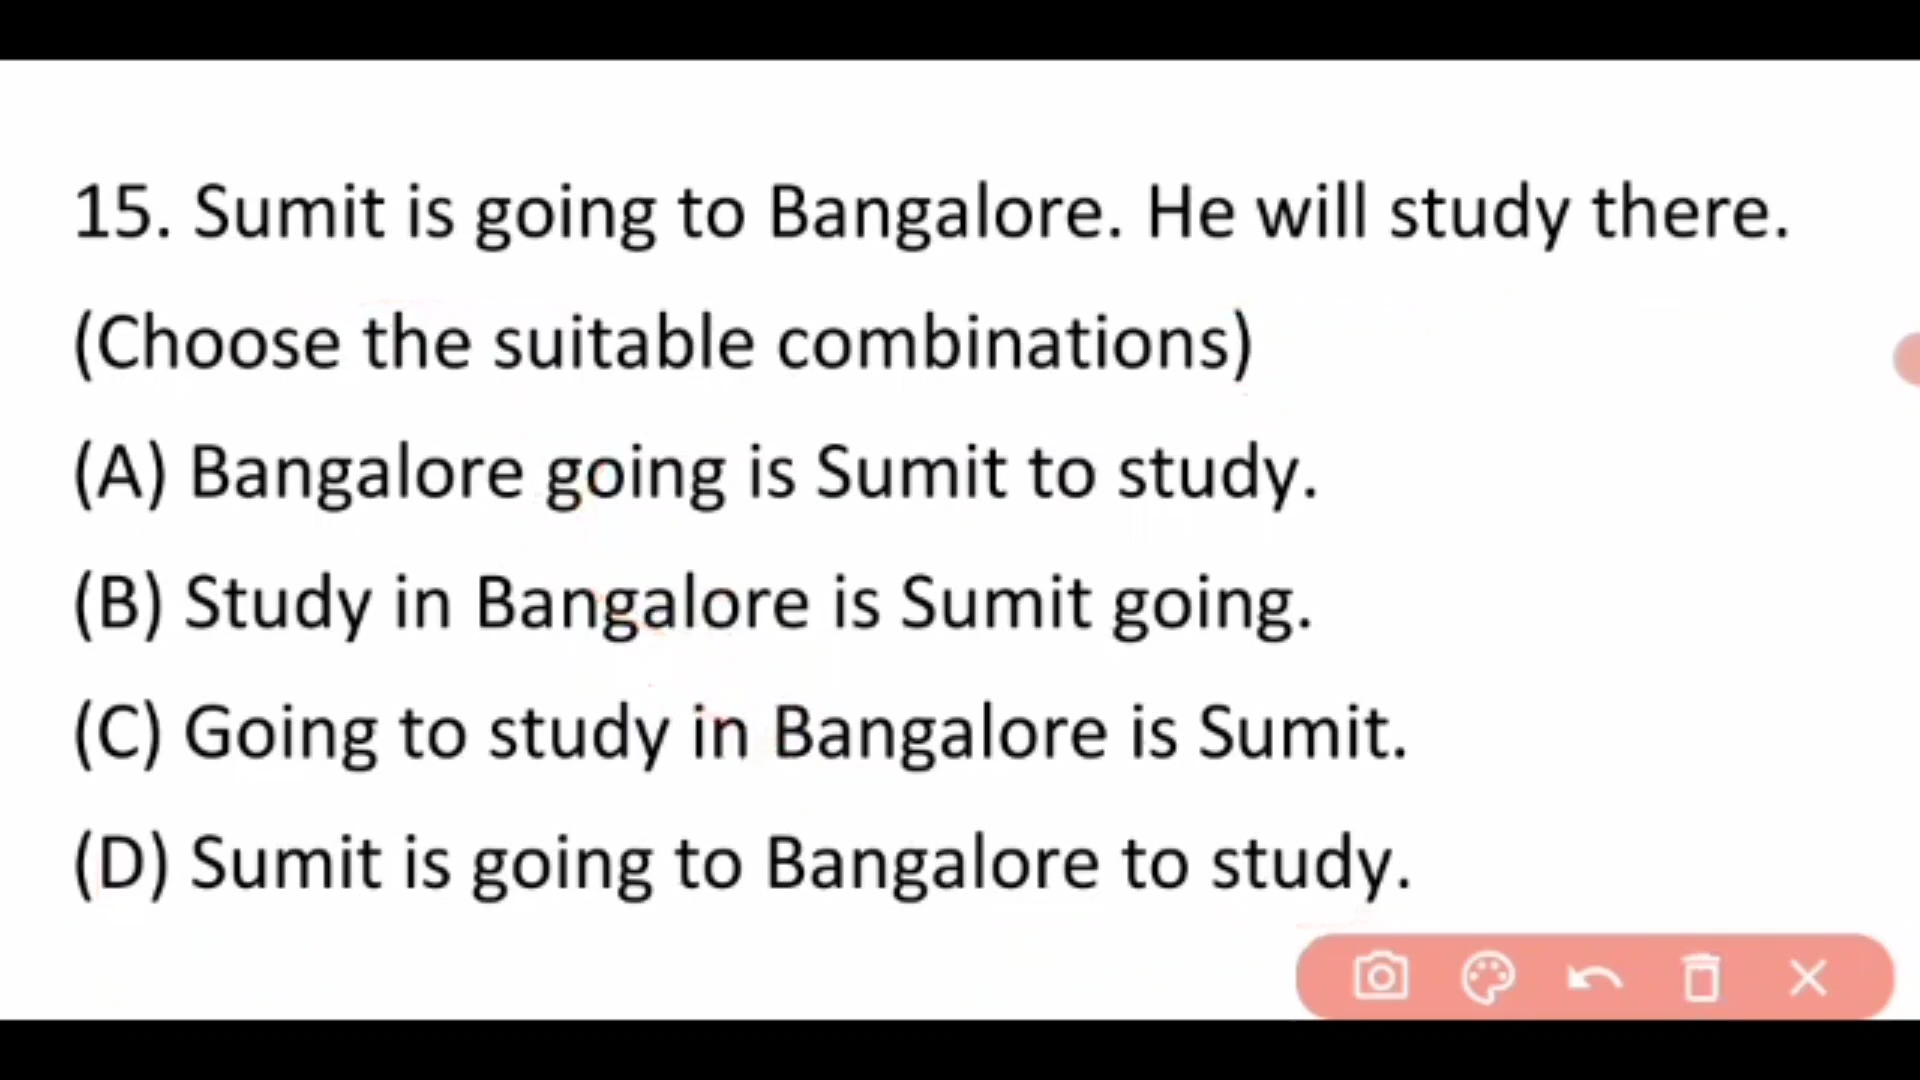 15. Sumit is going to Bangalore. He will study there.
(Choose the suitable combinations)
(A) Bangalore going is Sumit to study.
(B) Study in Bangalore is Sumit going.
(C) Going to study in Bangalore is Sumit.
(D) Sumit is going to Bangalore to study.